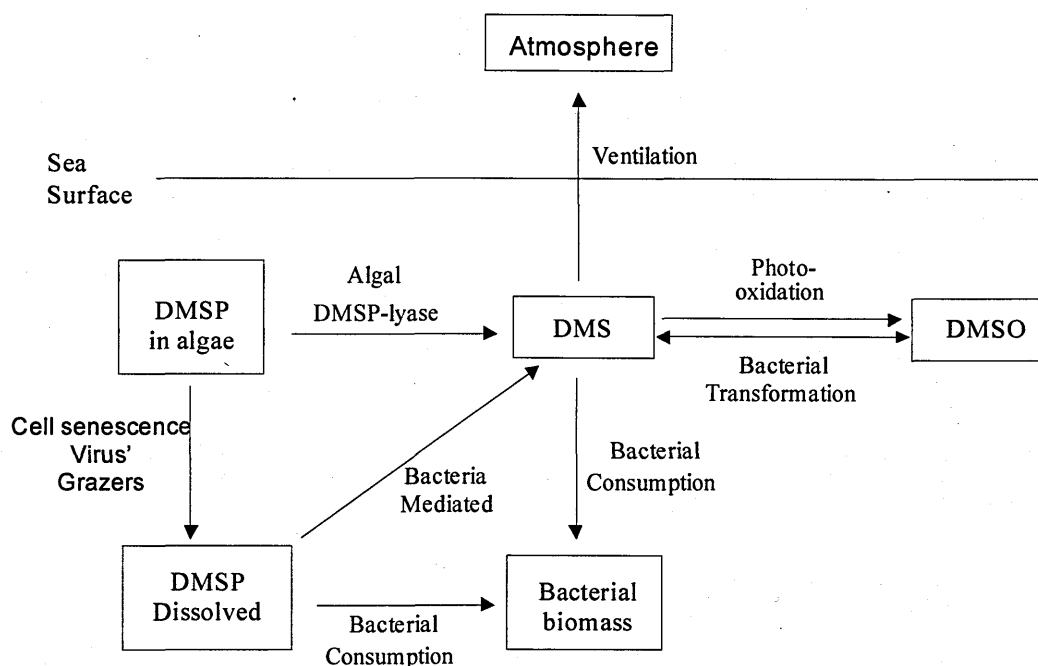 Atmosphere
Ventilation
Sea
Surface
Algal
DMSP-lyase
Photo-
oxidation
DMSP
in algae
DMS
DMSO
Bacterial
Transformation
Cell senescence
Virus'
Grazers
Bacteria
Mediated
Bacterial
Consumption
DMSP
Dissolved
Bacterial
Consumption
Bacterial
biomass